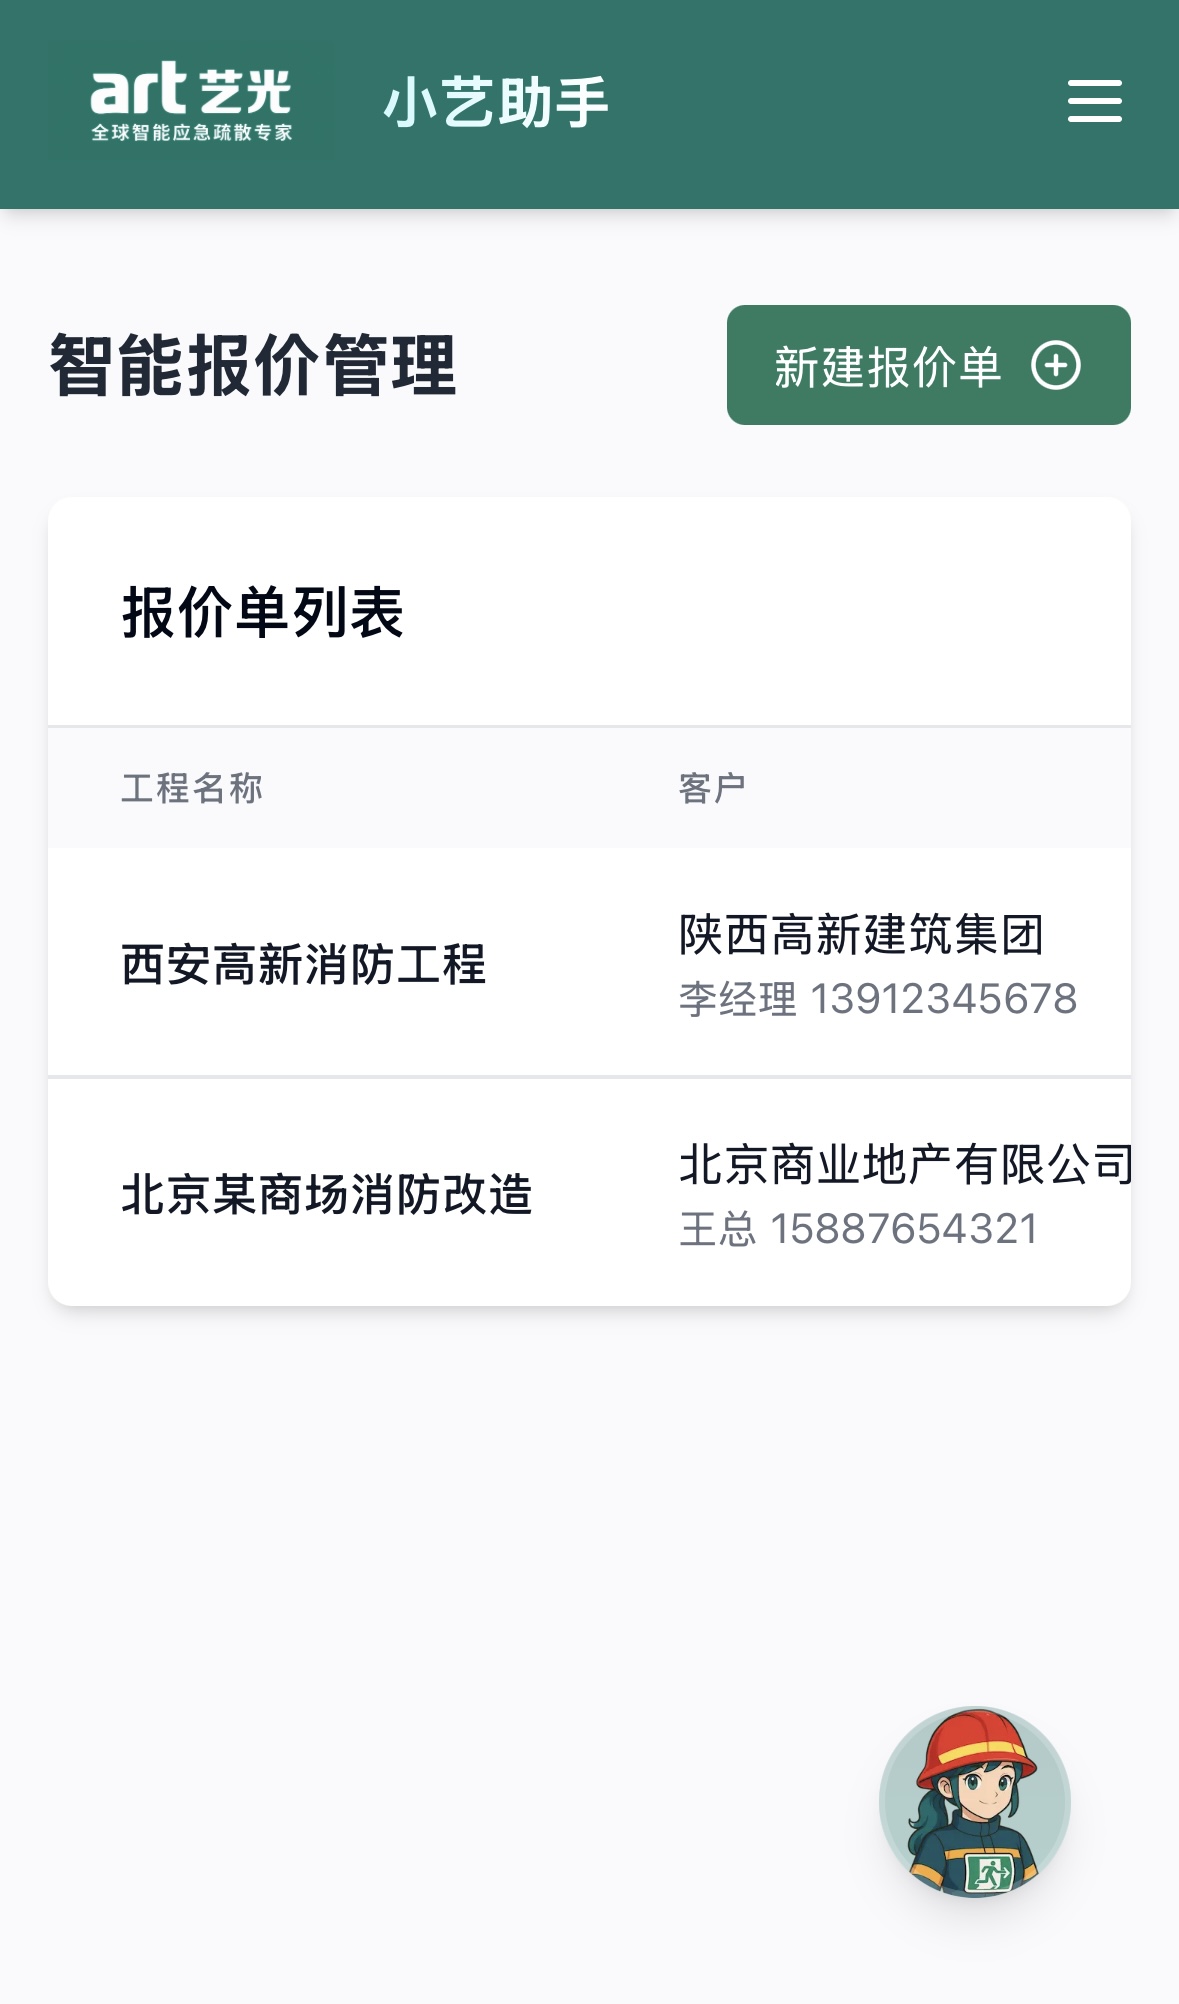 art 艺光
全球智能应急疏散专家
小艺助手
智能报价管理
新建报价单
报价单列表
工程名称 客户
西安高新消防工程
陕西高新建筑集团
李经理 13912345678
北京某商场消防改造
北京商业地产有限公司
王总 15887654321